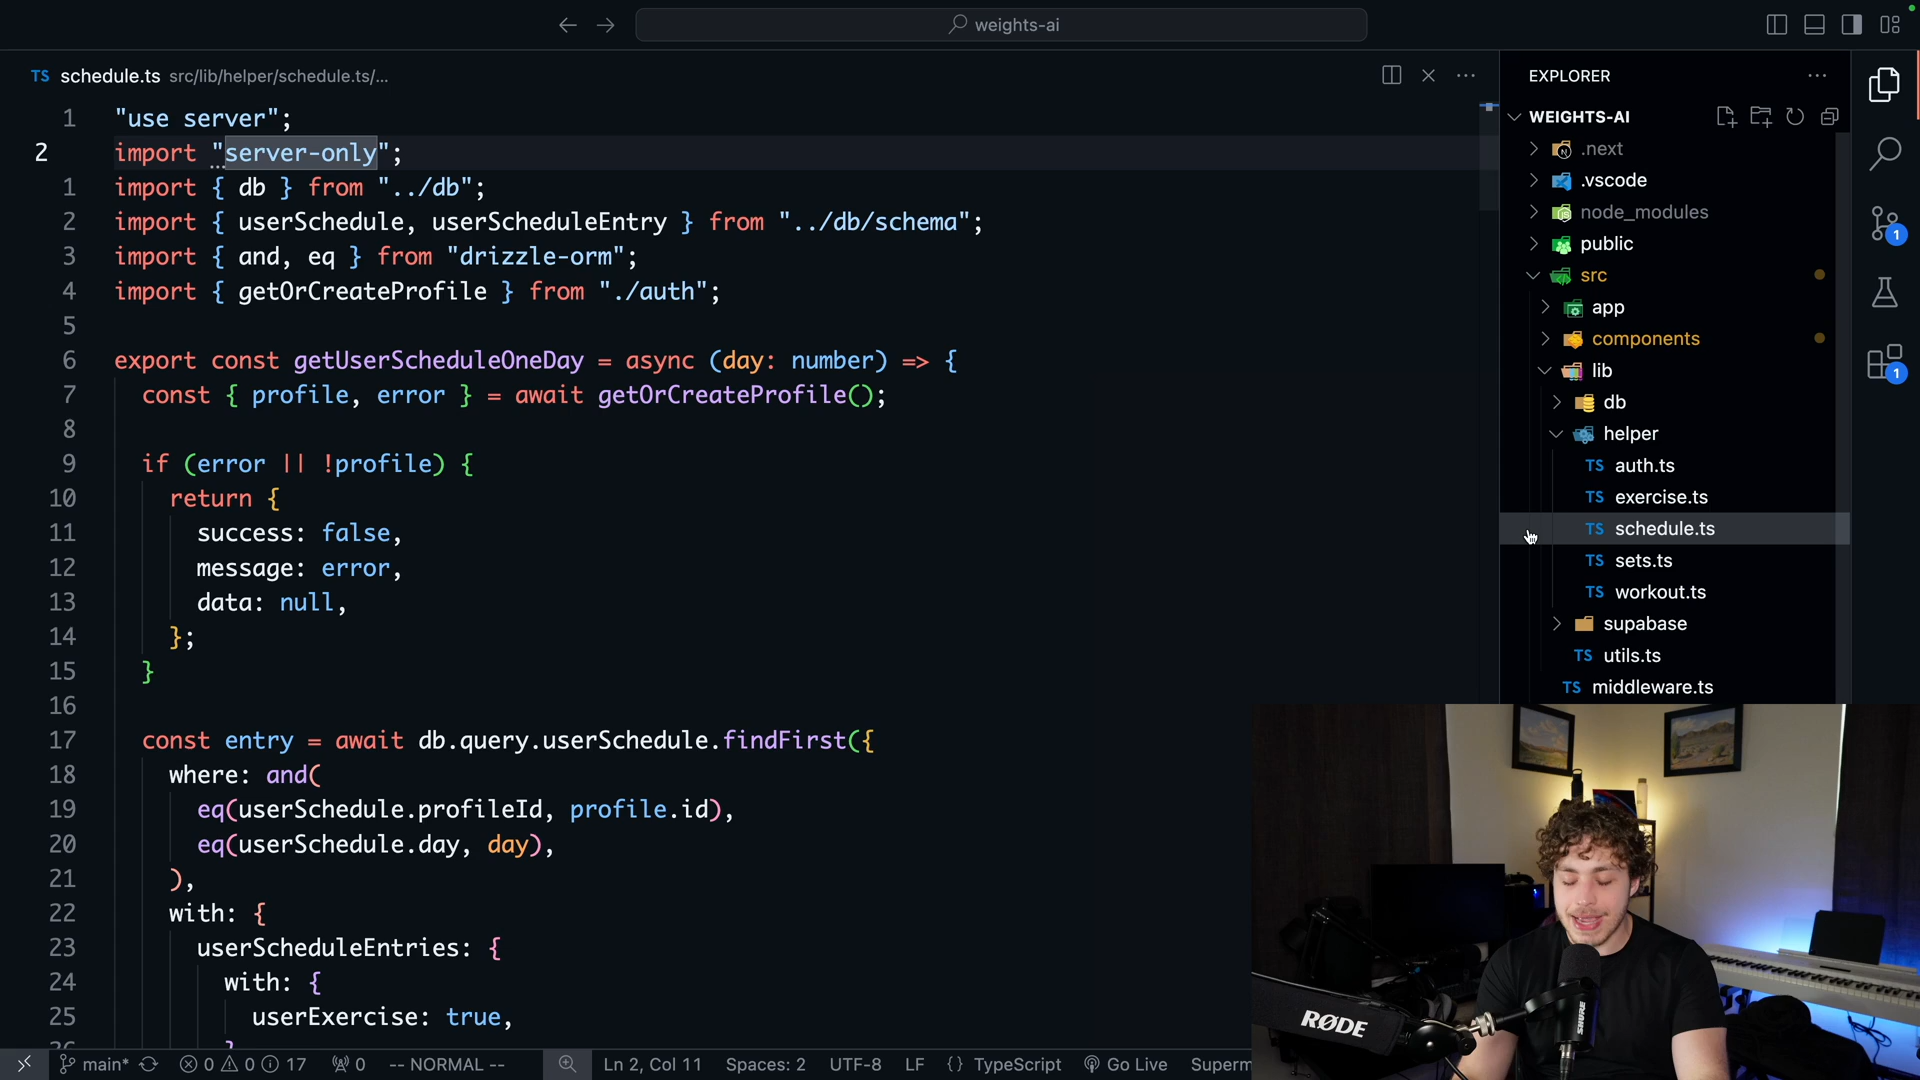 weights-ai
TS schedule.ts src/lib/helper/schedule.ts/...
1 "use server";
2 import "server-only";
1 import { db } from "../db";
2 import { userSchedule, userScheduleEntry } from "../db/schema";
3 import { and, eq } from "drizzle-orm";
4 import { getOrCreateProfile } from "./auth";
5
6 export const getUserScheduleOneDay = async (day: number) => {
7 const { profile, error } = await getOrCreateProfile();
8
9 if (error || !profile) {
10 return {
11 success: false,
12 message: error,
13 data: null,
14 };
15 }
16
17 const entry = await db.query.userSchedule.findFirst({
18 where: and(
19 eq(userSchedule.profileId, profile.id),
20 eq(userSchedule.day, day),
21 ),
22 with: {
23 userScheduleEntries: {
24 with: {
25 userExercise: true,
EXPLORER
WEIGHTS-AI
.next
.vscode
node_modules
public
src
app
components
lib
db
helper
TS auth.ts
TS exercise.ts
TS schedule.ts
TS sets.ts
TS workout.ts
supabase
TS utils.ts
TS middleware.ts
1
1
RØDE
SHURE
main* 0 0 17 0 -- NORMAL -- Ln 2, Col 11 Spaces: 2 UTF-8 LF {} TypeScript Go Live Superm